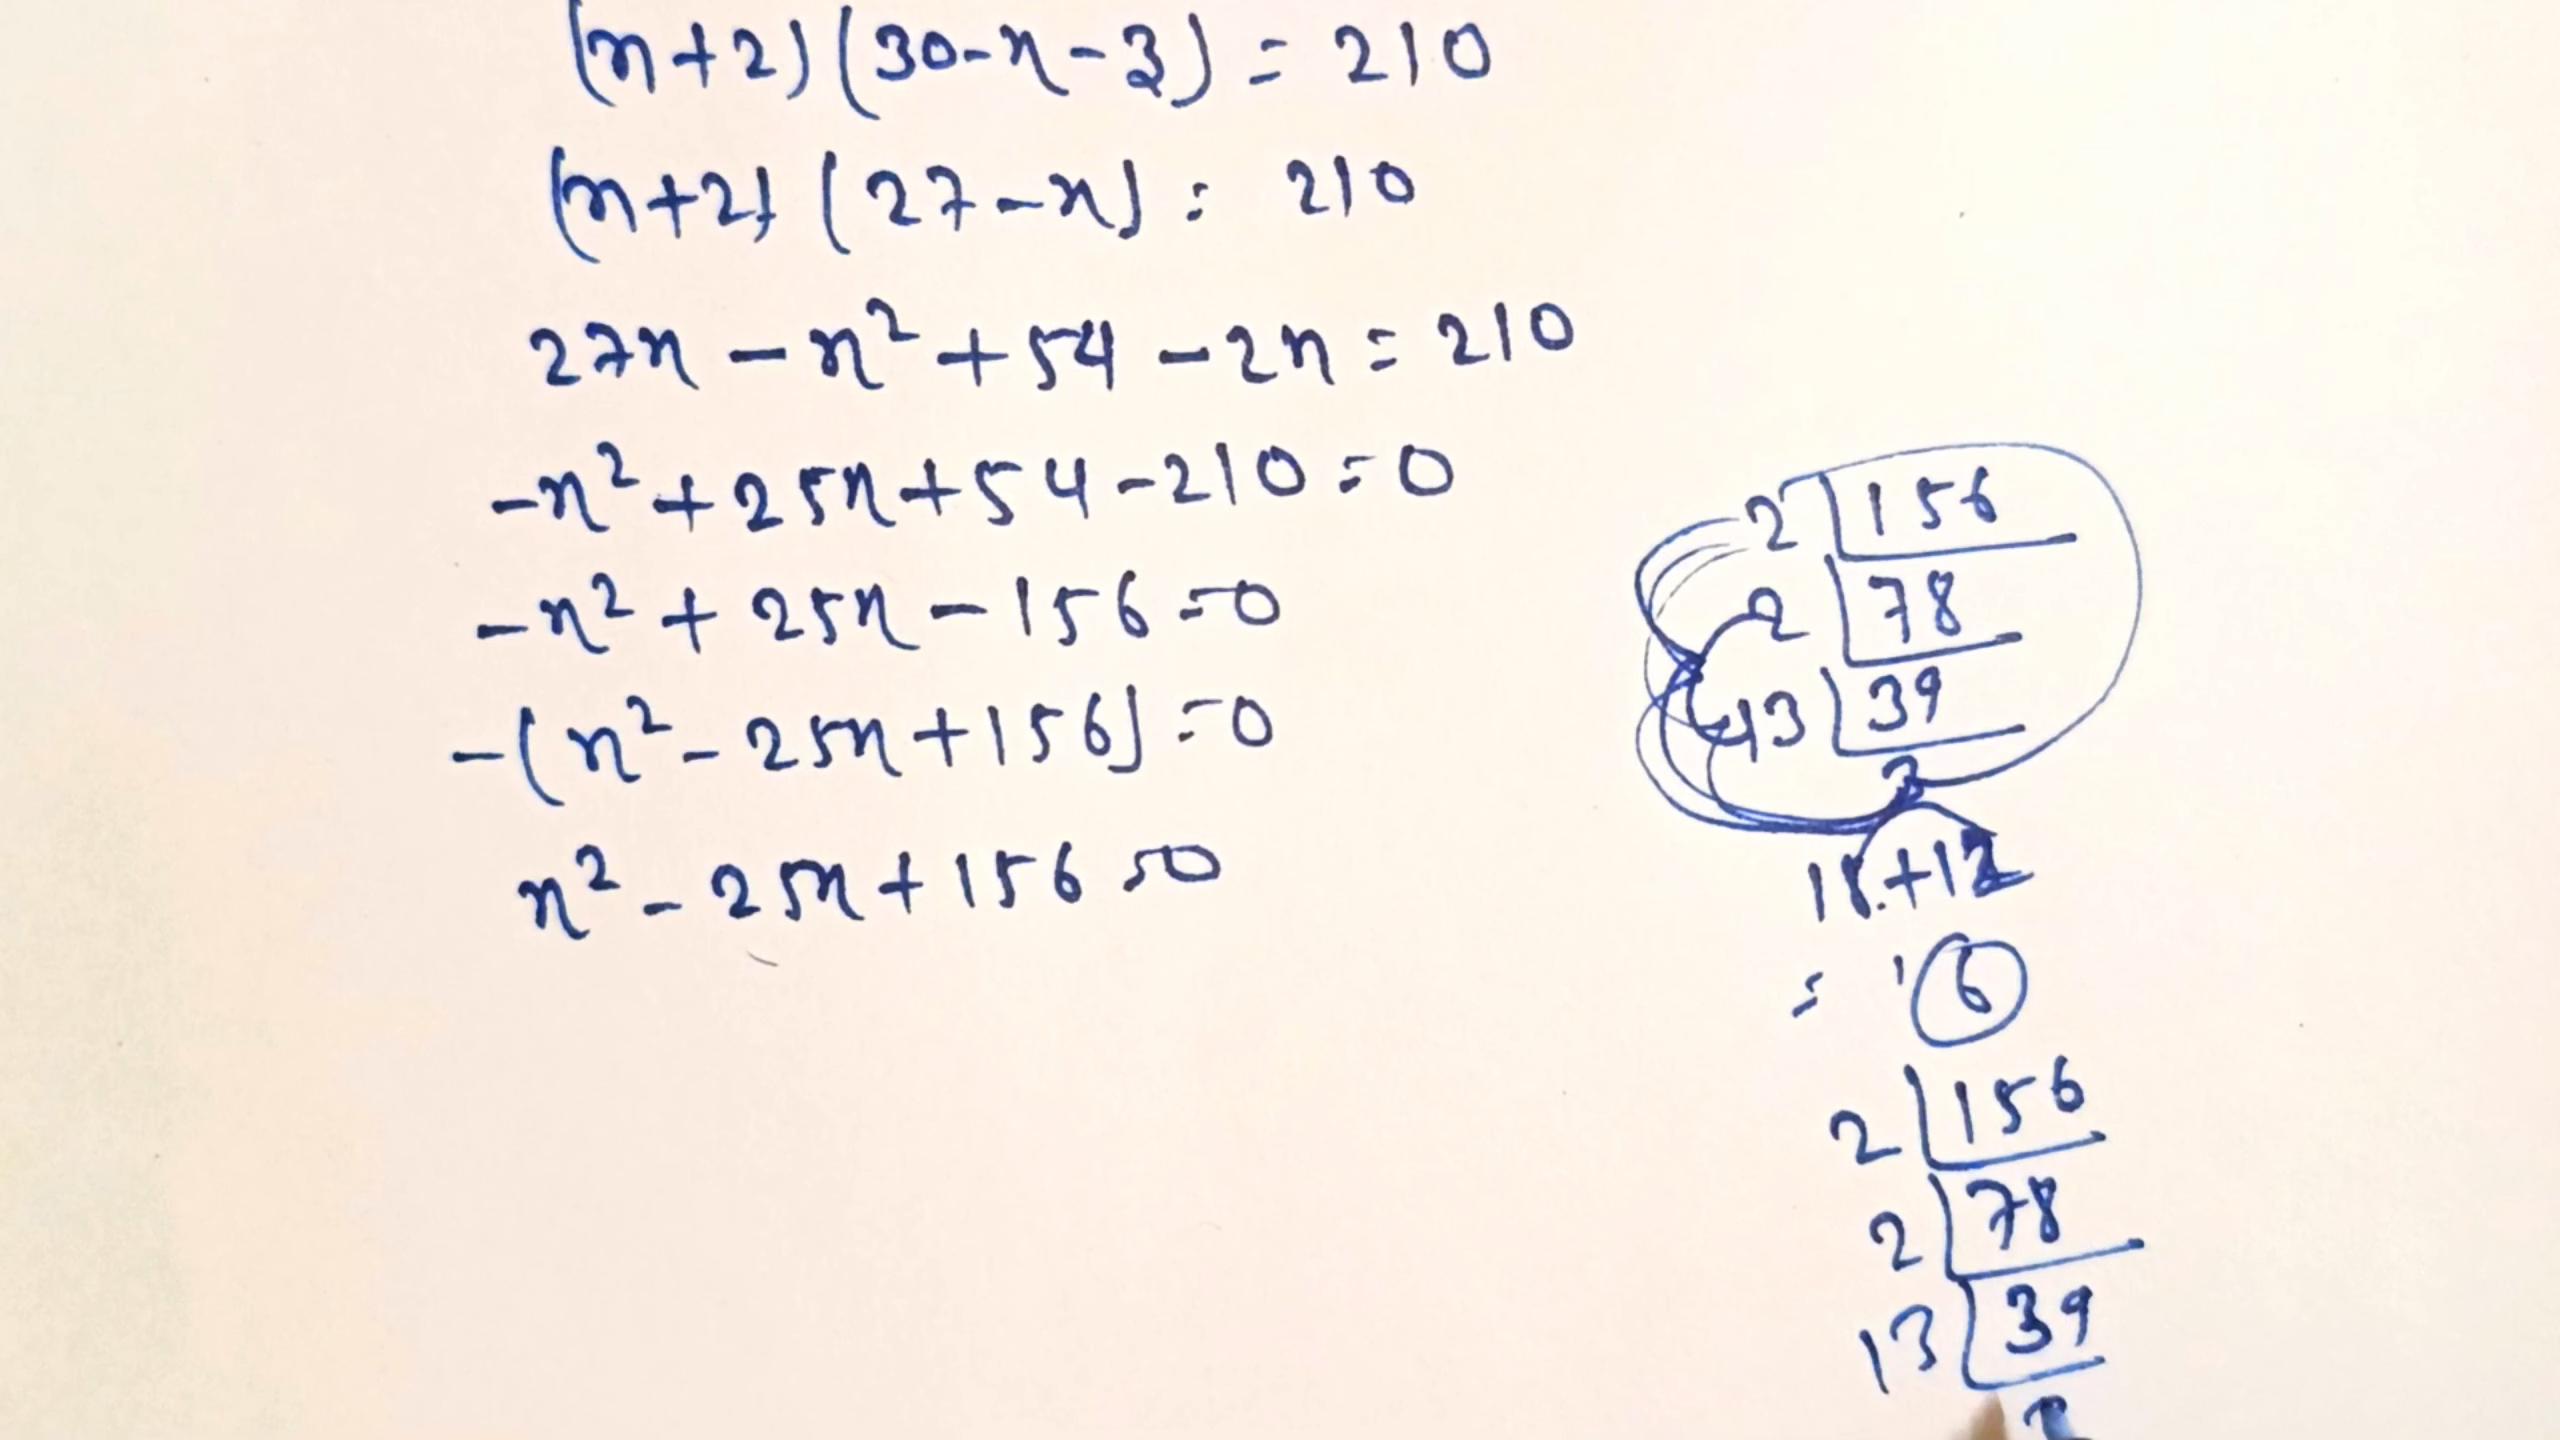 (x+2)(30-x-3) = 210
(x+2)(27-x) = 210
27x - x² + 54 - 2x = 210
-x² + 25x + 54 - 210 = 0
-x² + 25x - 156 = 0
-(x² - 25x + 156) = 0
x² - 25x + 156 = 0
2 | 156
2 | 78
13 | 39
3
+12
= 6
2 | 156
2 | 78
13 | 39